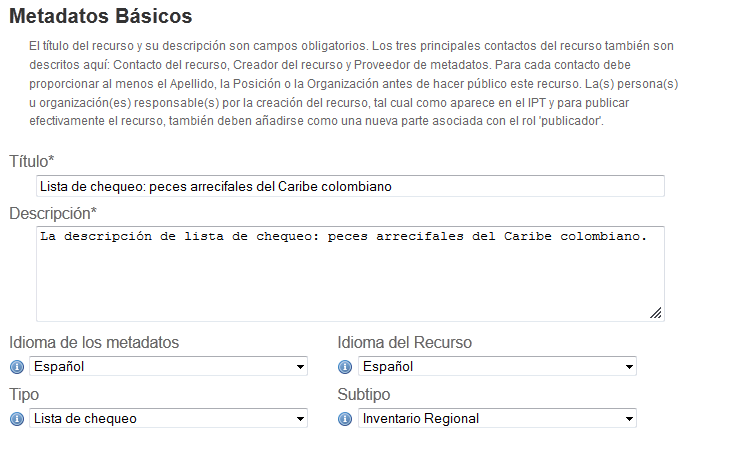 Metadatos Básicos
El título del recurso y su descripción son campos obligatorios. Los tres principales contactos del recurso también son
descritos aquí: Contacto del recurso, Creador del recurso y Proveedor de metadatos. Para cada contacto debe
proporcionar al menos el Apellido, la Posición o la Organización antes de hacer público este recurso. La(s) persona(s)
u organización(es) responsable(s) por la creación del recurso, tal cual como aparece en el IPT y para publicar
efectivamente el recurso, también deben añadirse como una nueva parte asociada con el rol 'publicador'.
Título*
Lista de chequeo: peces arrecifales del Caribe colombiano
Descripción*
La descripción de lista de chequeo: peces arrecifales del Caribe colombiano.
Idioma de los metadatos Idioma del Recurso
Español Español
Tipo Subtipo
Lista de chequeo Inventario Regional